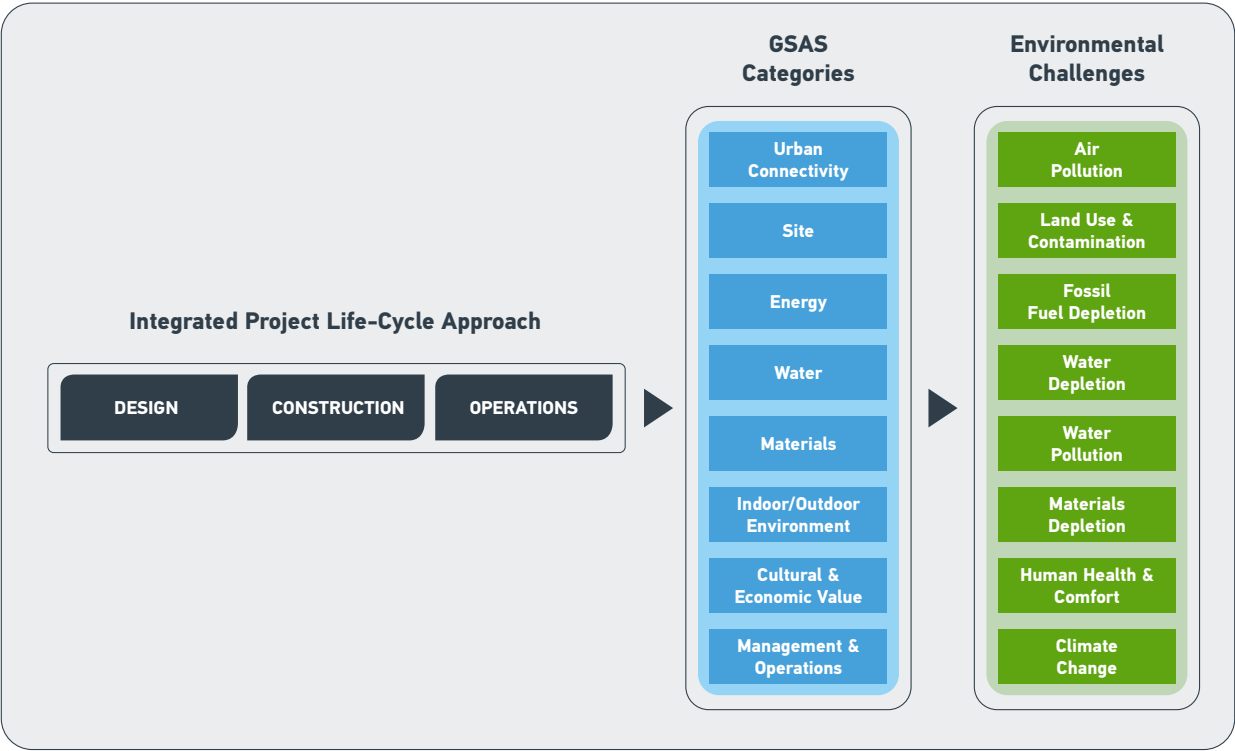 GSAS
Categories
Environmental
Challenges
Integrated Project Life-Cycle Approach
DESIGN
CONSTRUCTION
OPERATIONS
Urban
Connectivity
Site
Energy
Water
Materials
Indoor/Outdoor
Environment
Cultural &
Economic Value
Management &
Operations
Air
Pollution
Land Use &
Contamination
Fossil
Fuel Depletion
Water
Depletion
Water
Pollution
Materials
Depletion
Human Health &
Comfort
Climate
Change